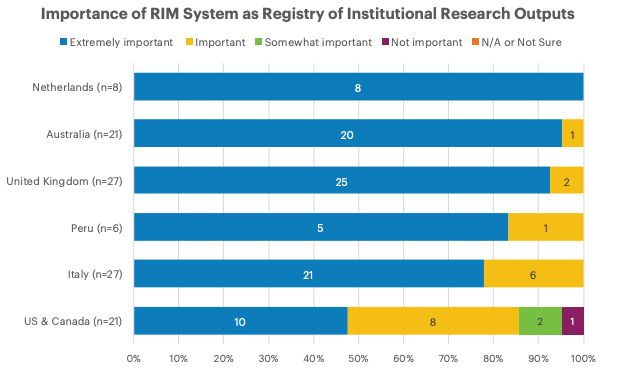 Importance of RIM System as Registry of Institutional Research Outputs
Extremely important Important Somewhat important Not important N/A or Not Sure
Netherlands (n=8) 8
Australia (n=21) 20 1
United Kingdom (n=27) 25 2
Peru (n=6) 5 1
Italy (n=27) 21 6
US & Canada (n=21) 10 8 2 1
0% 10% 20% 30% 40% 50% 60% 70% 80% 90% 100%